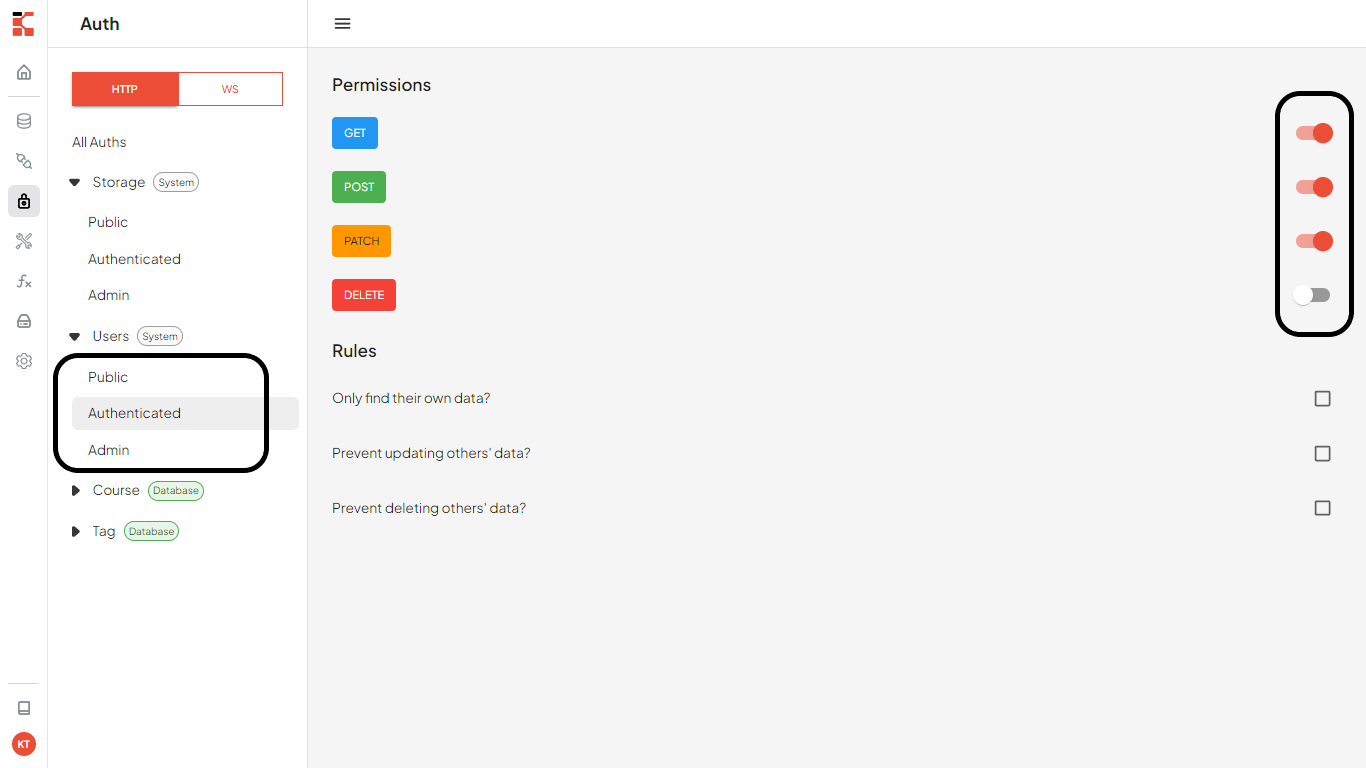 Auth
HTTP WS
All Auths
Storage System
Public
Authenticated
Admin
Users System
Public
Authenticated
Admin
Course Database
Tag Database
KT
Permissions
GET
POST
PATCH
DELETE
Rules
Only find their own data?
Prevent updating others' data?
Prevent deleting others' data?